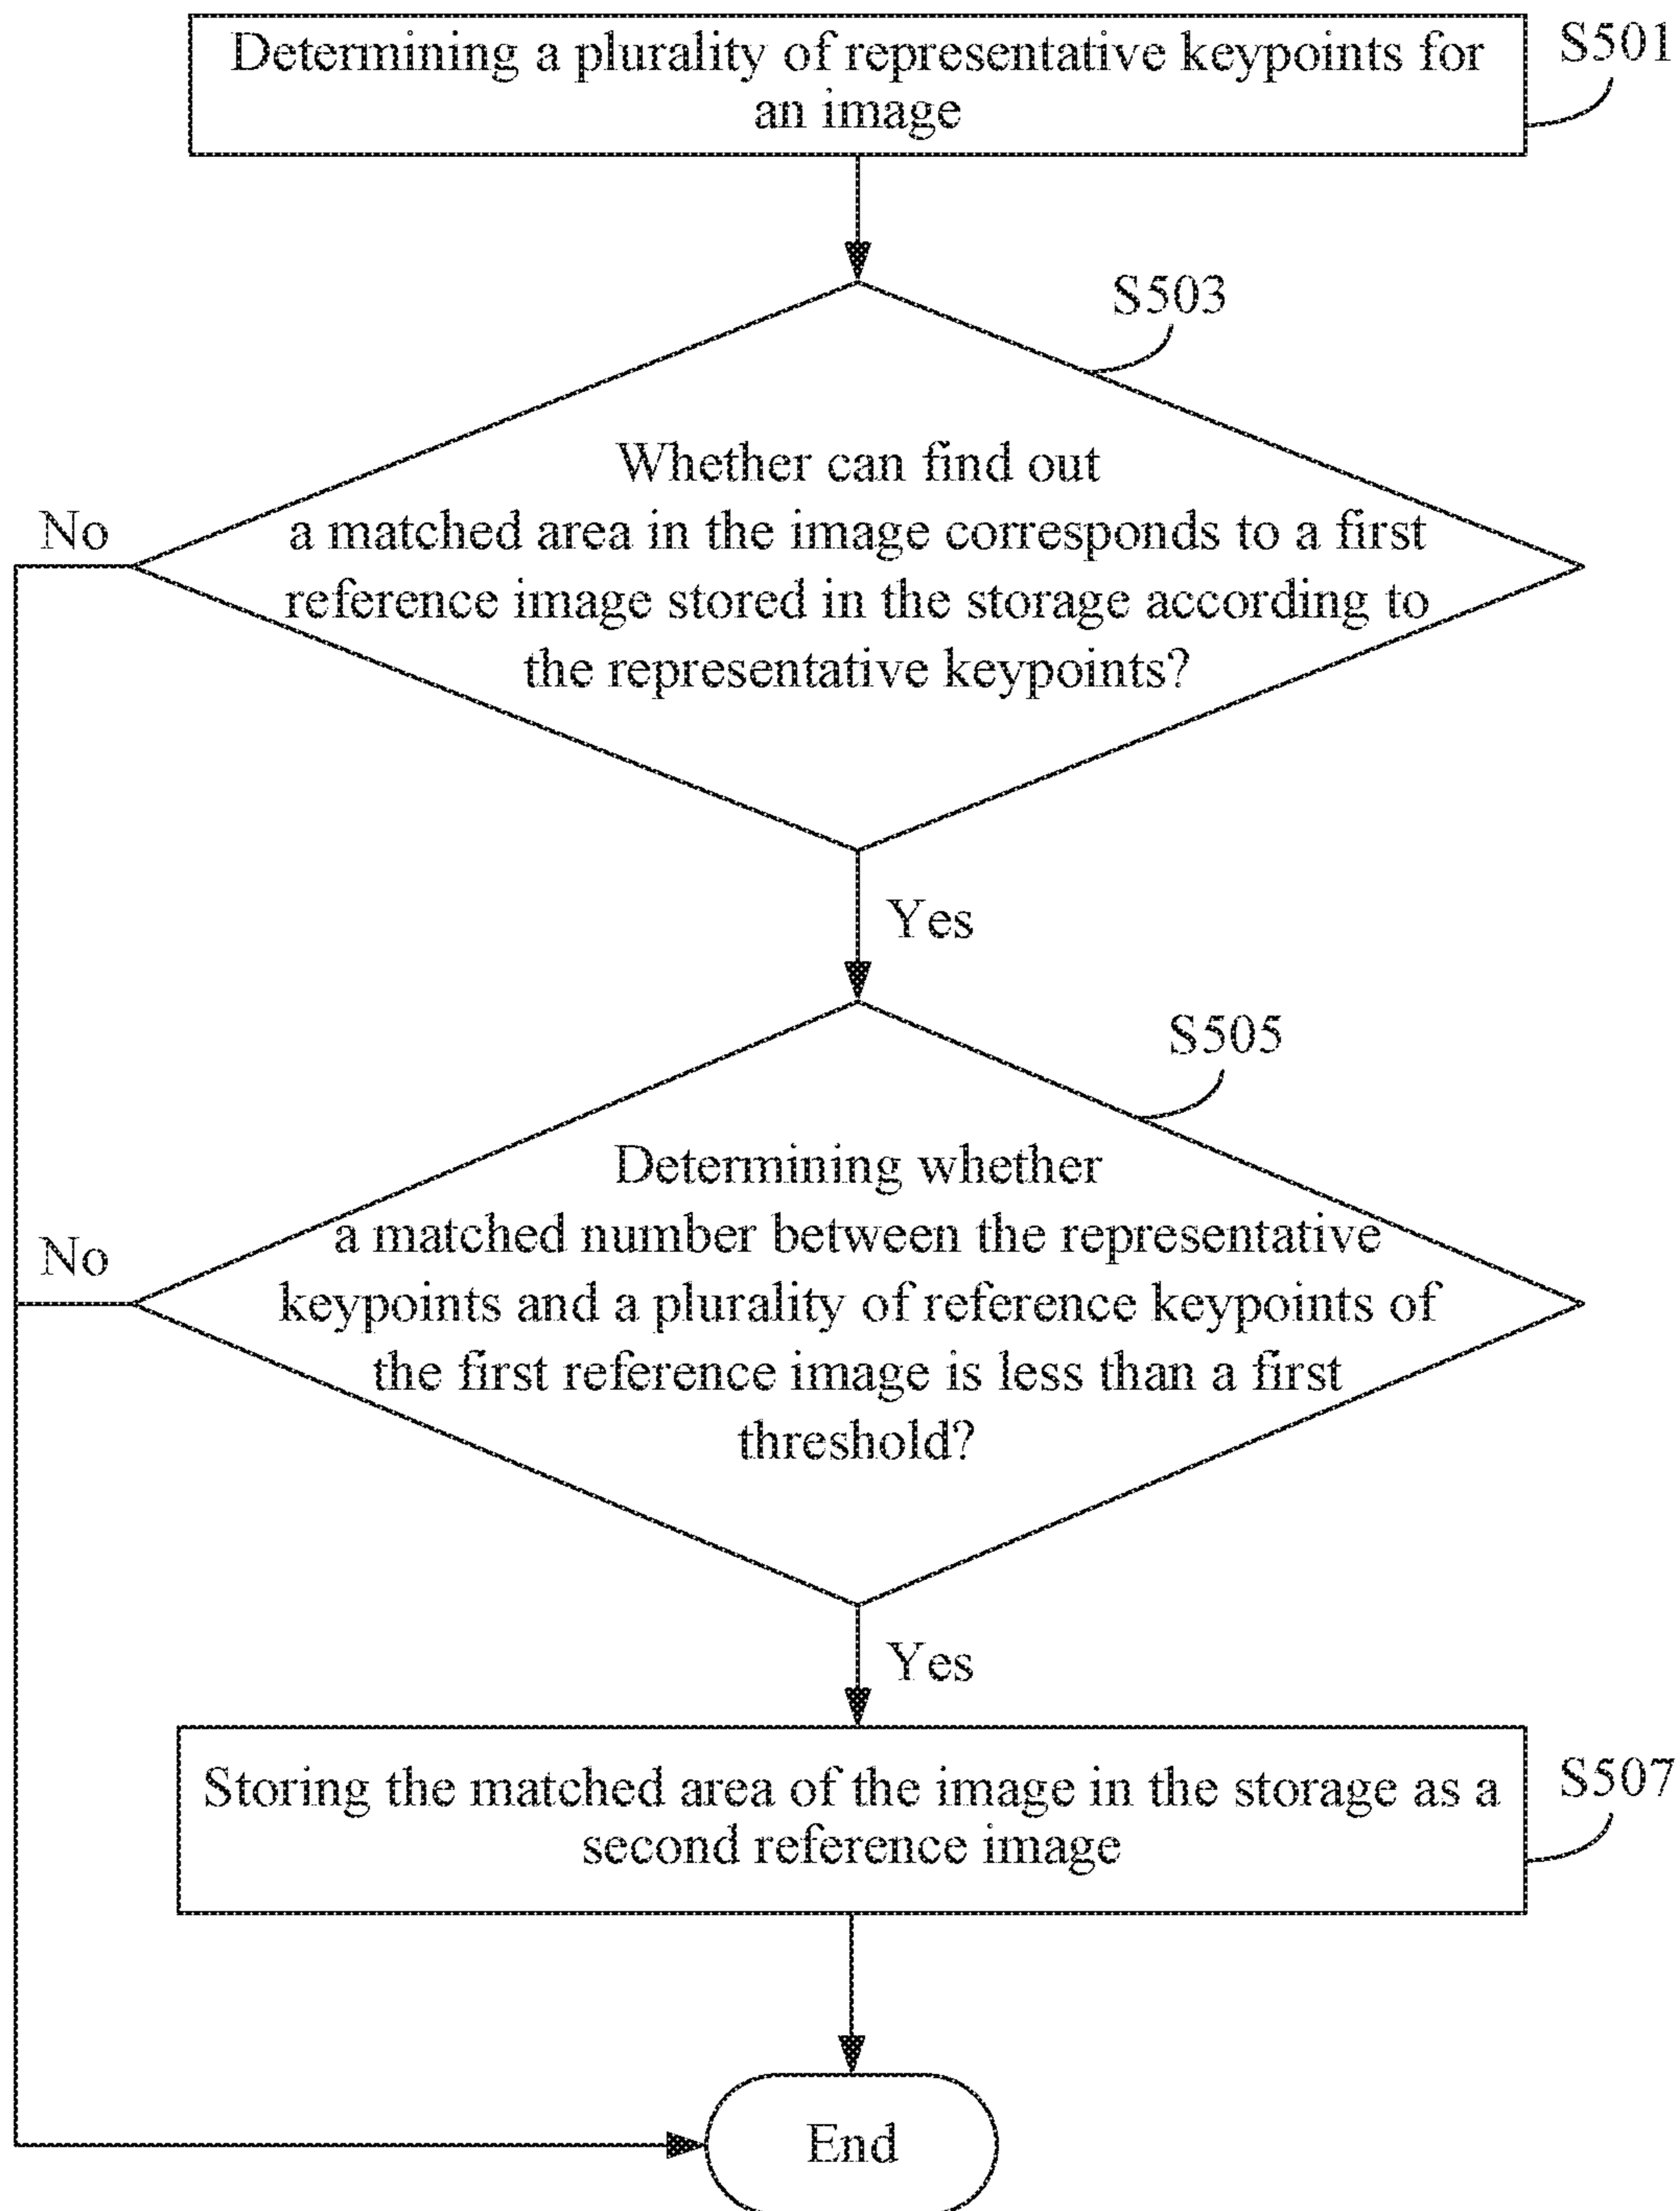 Determining a plurality of representative keypoints for
an image
S501
S503
Whether can find out
a matched area in the image corresponds to a first
reference image stored in the storage according to
the representative keypoints?
No
Yes
S505
Determining whether
a matched number between the representative
keypoints and a plurality of reference keypoints of
the first reference image is less than a first
threshold?
No
Yes
Storing the matched area of the image in the storage as a
second reference image
S507
End